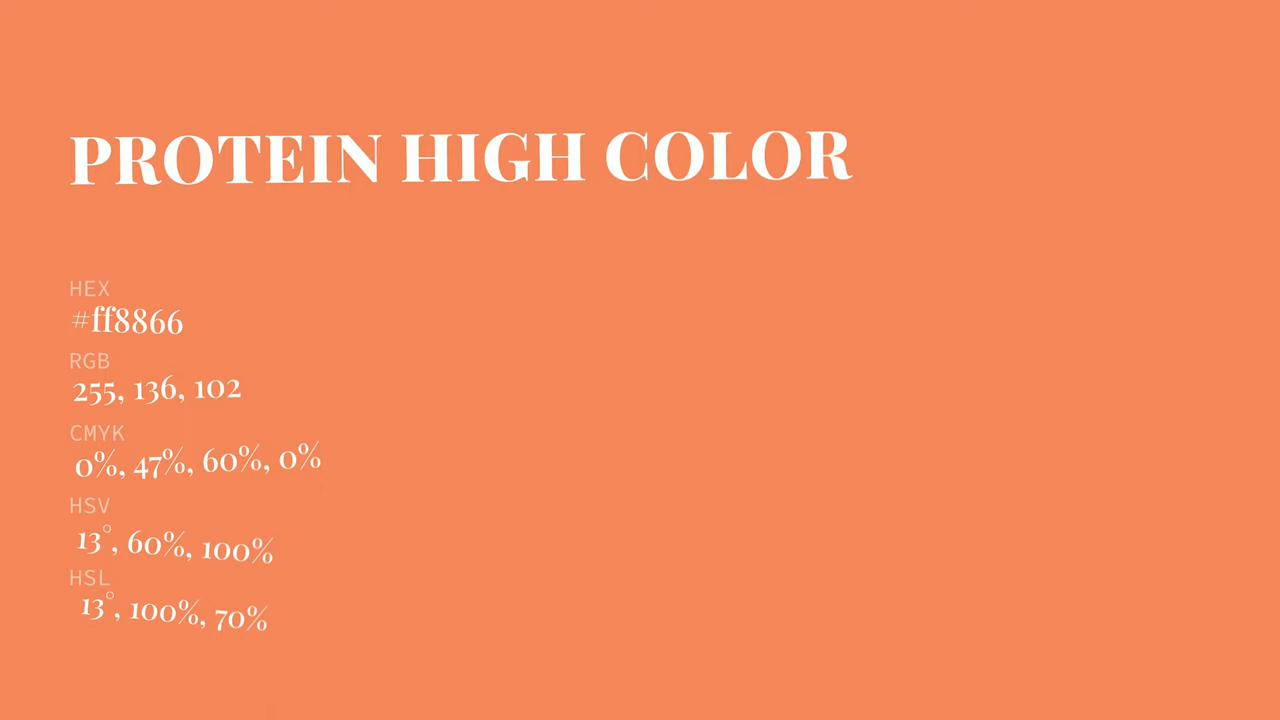 PROTEIN HIGH COLOR
HEX
#ff8866
RGB
255, 136, 102
CMYK
0%, 47%, 60%, 0%
HSV
13°, 60%, 100%
HSL
13°, 100%, 70%